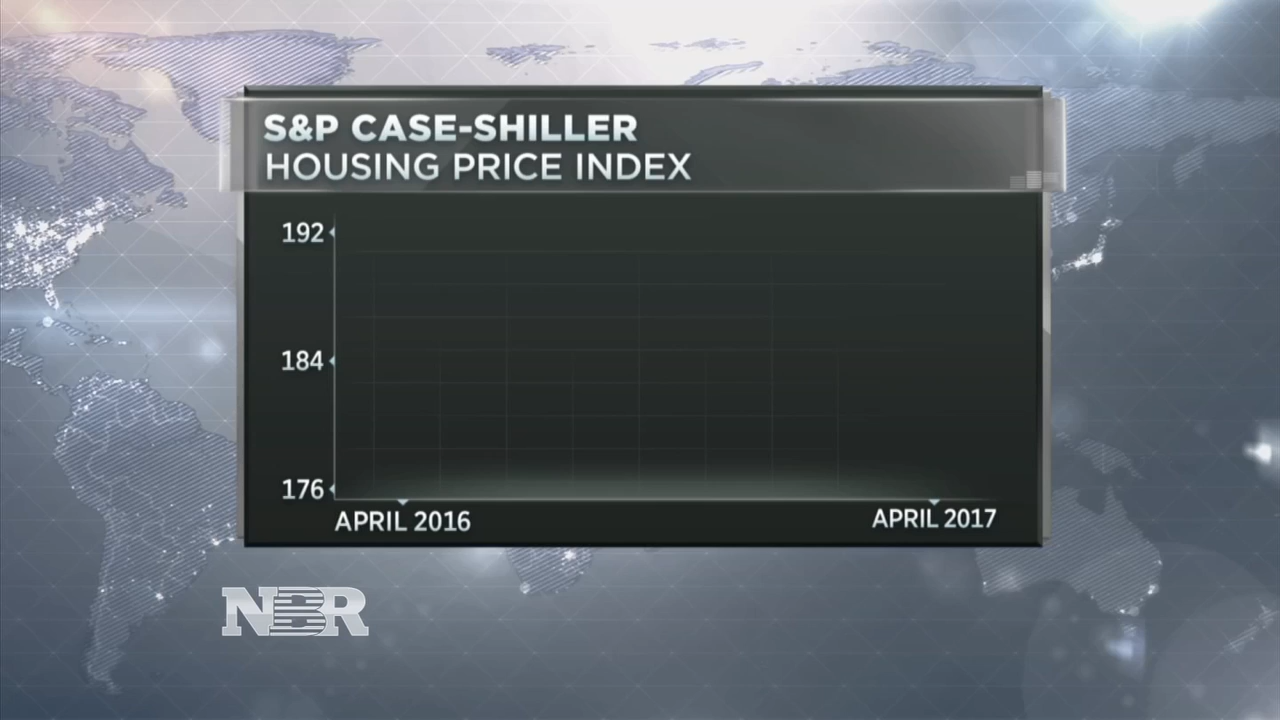 S&P CASE-SHILLER
HOUSING PRICE INDEX
192
184
176
APRIL 2016
APRIL 2017
NBR